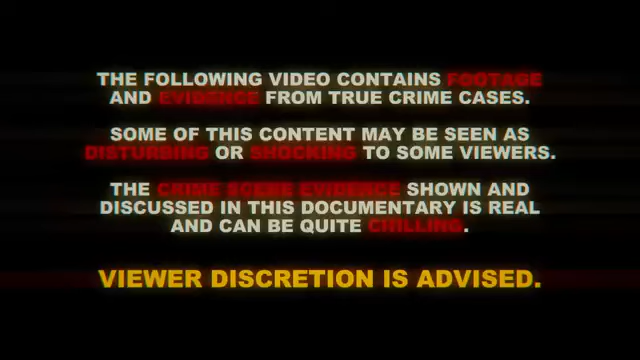 THE FOLLOWING VIDEO CONTAINS FOOTAGE
AND EVIDENCE FROM TRUE CRIME CASES.
SOME OF THIS CONTENT MAY BE SEEN AS
DISTURBING OR SHOCKING TO SOME VIEWERS.
THE CRIME SCENE EVIDENCE SHOWN AND
DISCUSSED IN THIS DOCUMENTARY IS REAL
AND CAN BE QUITE CHILLING.
VIEWER DISCRETION IS ADVISED.